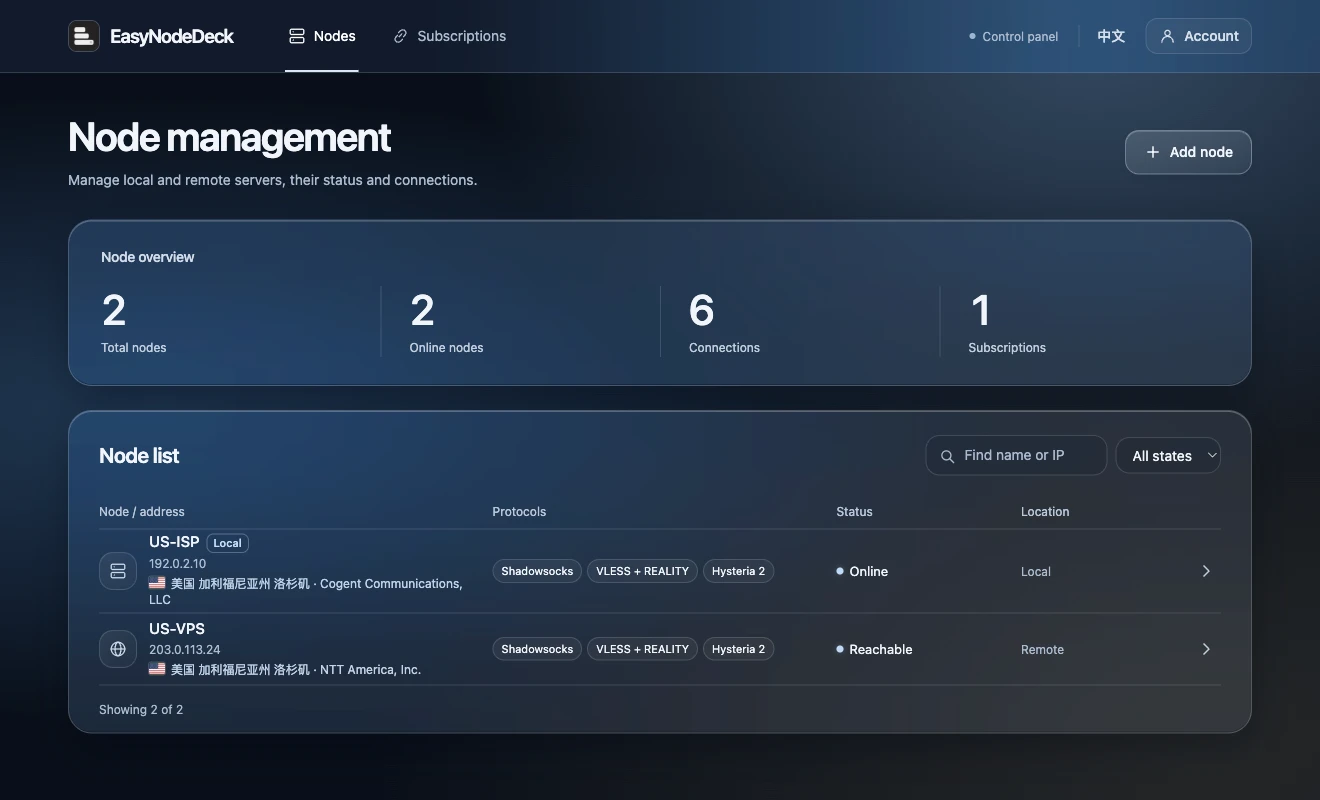 EasyNodeDeck
Nodes
Subscriptions
Control panel
中文
Account
Node management
Manage local and remote servers, their status and connections.
Add node
Node overview
2
Total nodes
2
Online nodes
6
Connections
1
Subscriptions
Node list
Find name or IP
All states
Node / address
Protocols
Status
Location
US-ISP
Local
192.0.2.10
美国 加利福尼亚州 洛杉矶 · Cogent Communications,
LLC
Shadowsocks
VLESS + REALITY
Hysteria 2
Online
Local
US-VPS
203.0.113.24
美国 加利福尼亚州 洛杉矶 · NTT America, Inc.
Shadowsocks
VLESS + REALITY
Hysteria 2
Reachable
Remote
Showing 2 of 2